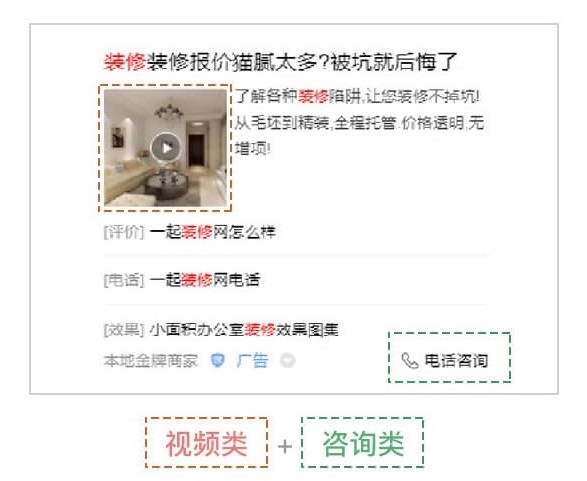 装修装修报价猫腻太多?被坑就后悔了
了解各种装修陷阱,让您装修不掉坑!
从毛坯到精装,全程托管.价格透明,无
增项!
[评价] 一起装修网怎么样
[电话] 一起装修网电话
[效果] 小面积办公室装修效果图集
本地金牌商家 广告 电话咨询
视频类 + 咨询类